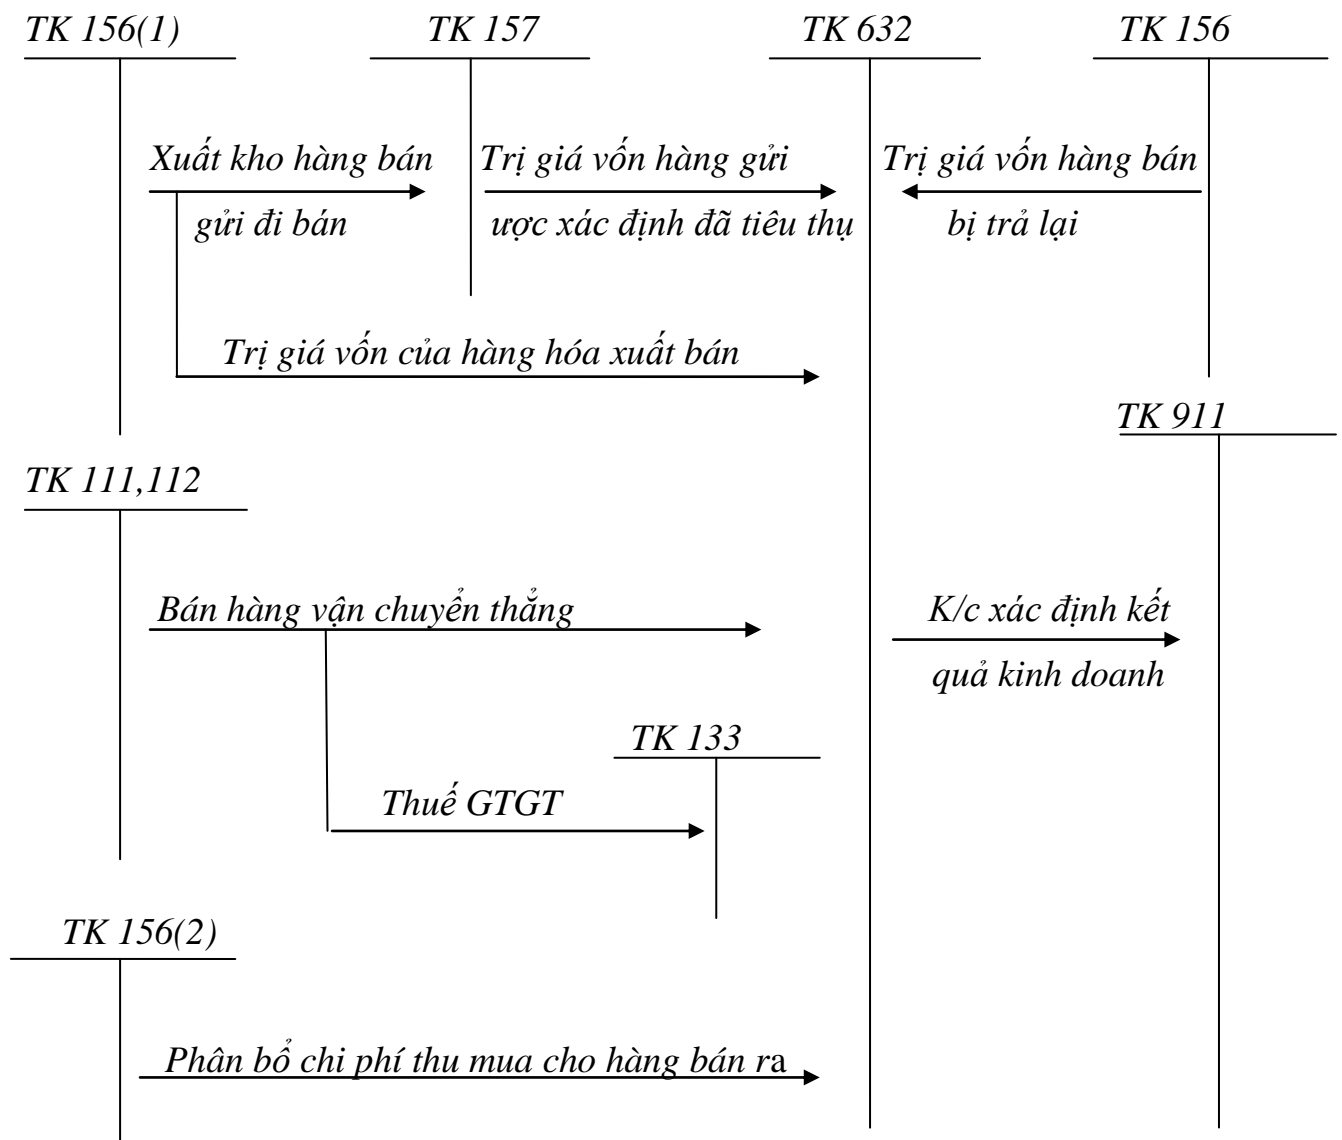 TK 156(1)
TK 157
TK 632
TK 156
Xuất kho hàng bán
gửi đi bán
Trị giá vốn hàng gửi
ược xác định đã tiêu thụ
Trị giá vốn hàng bán
bị trả lại
Trị giá vốn của hàng hóa xuất bán
TK 911
TK 111,112
Bán hàng vận chuyển thẳng
K/c xác định kết
quả kinh doanh
TK 133
Thuế GTGT
TK 156(2)
Phân bổ chi phí thu mua cho hàng bán ra